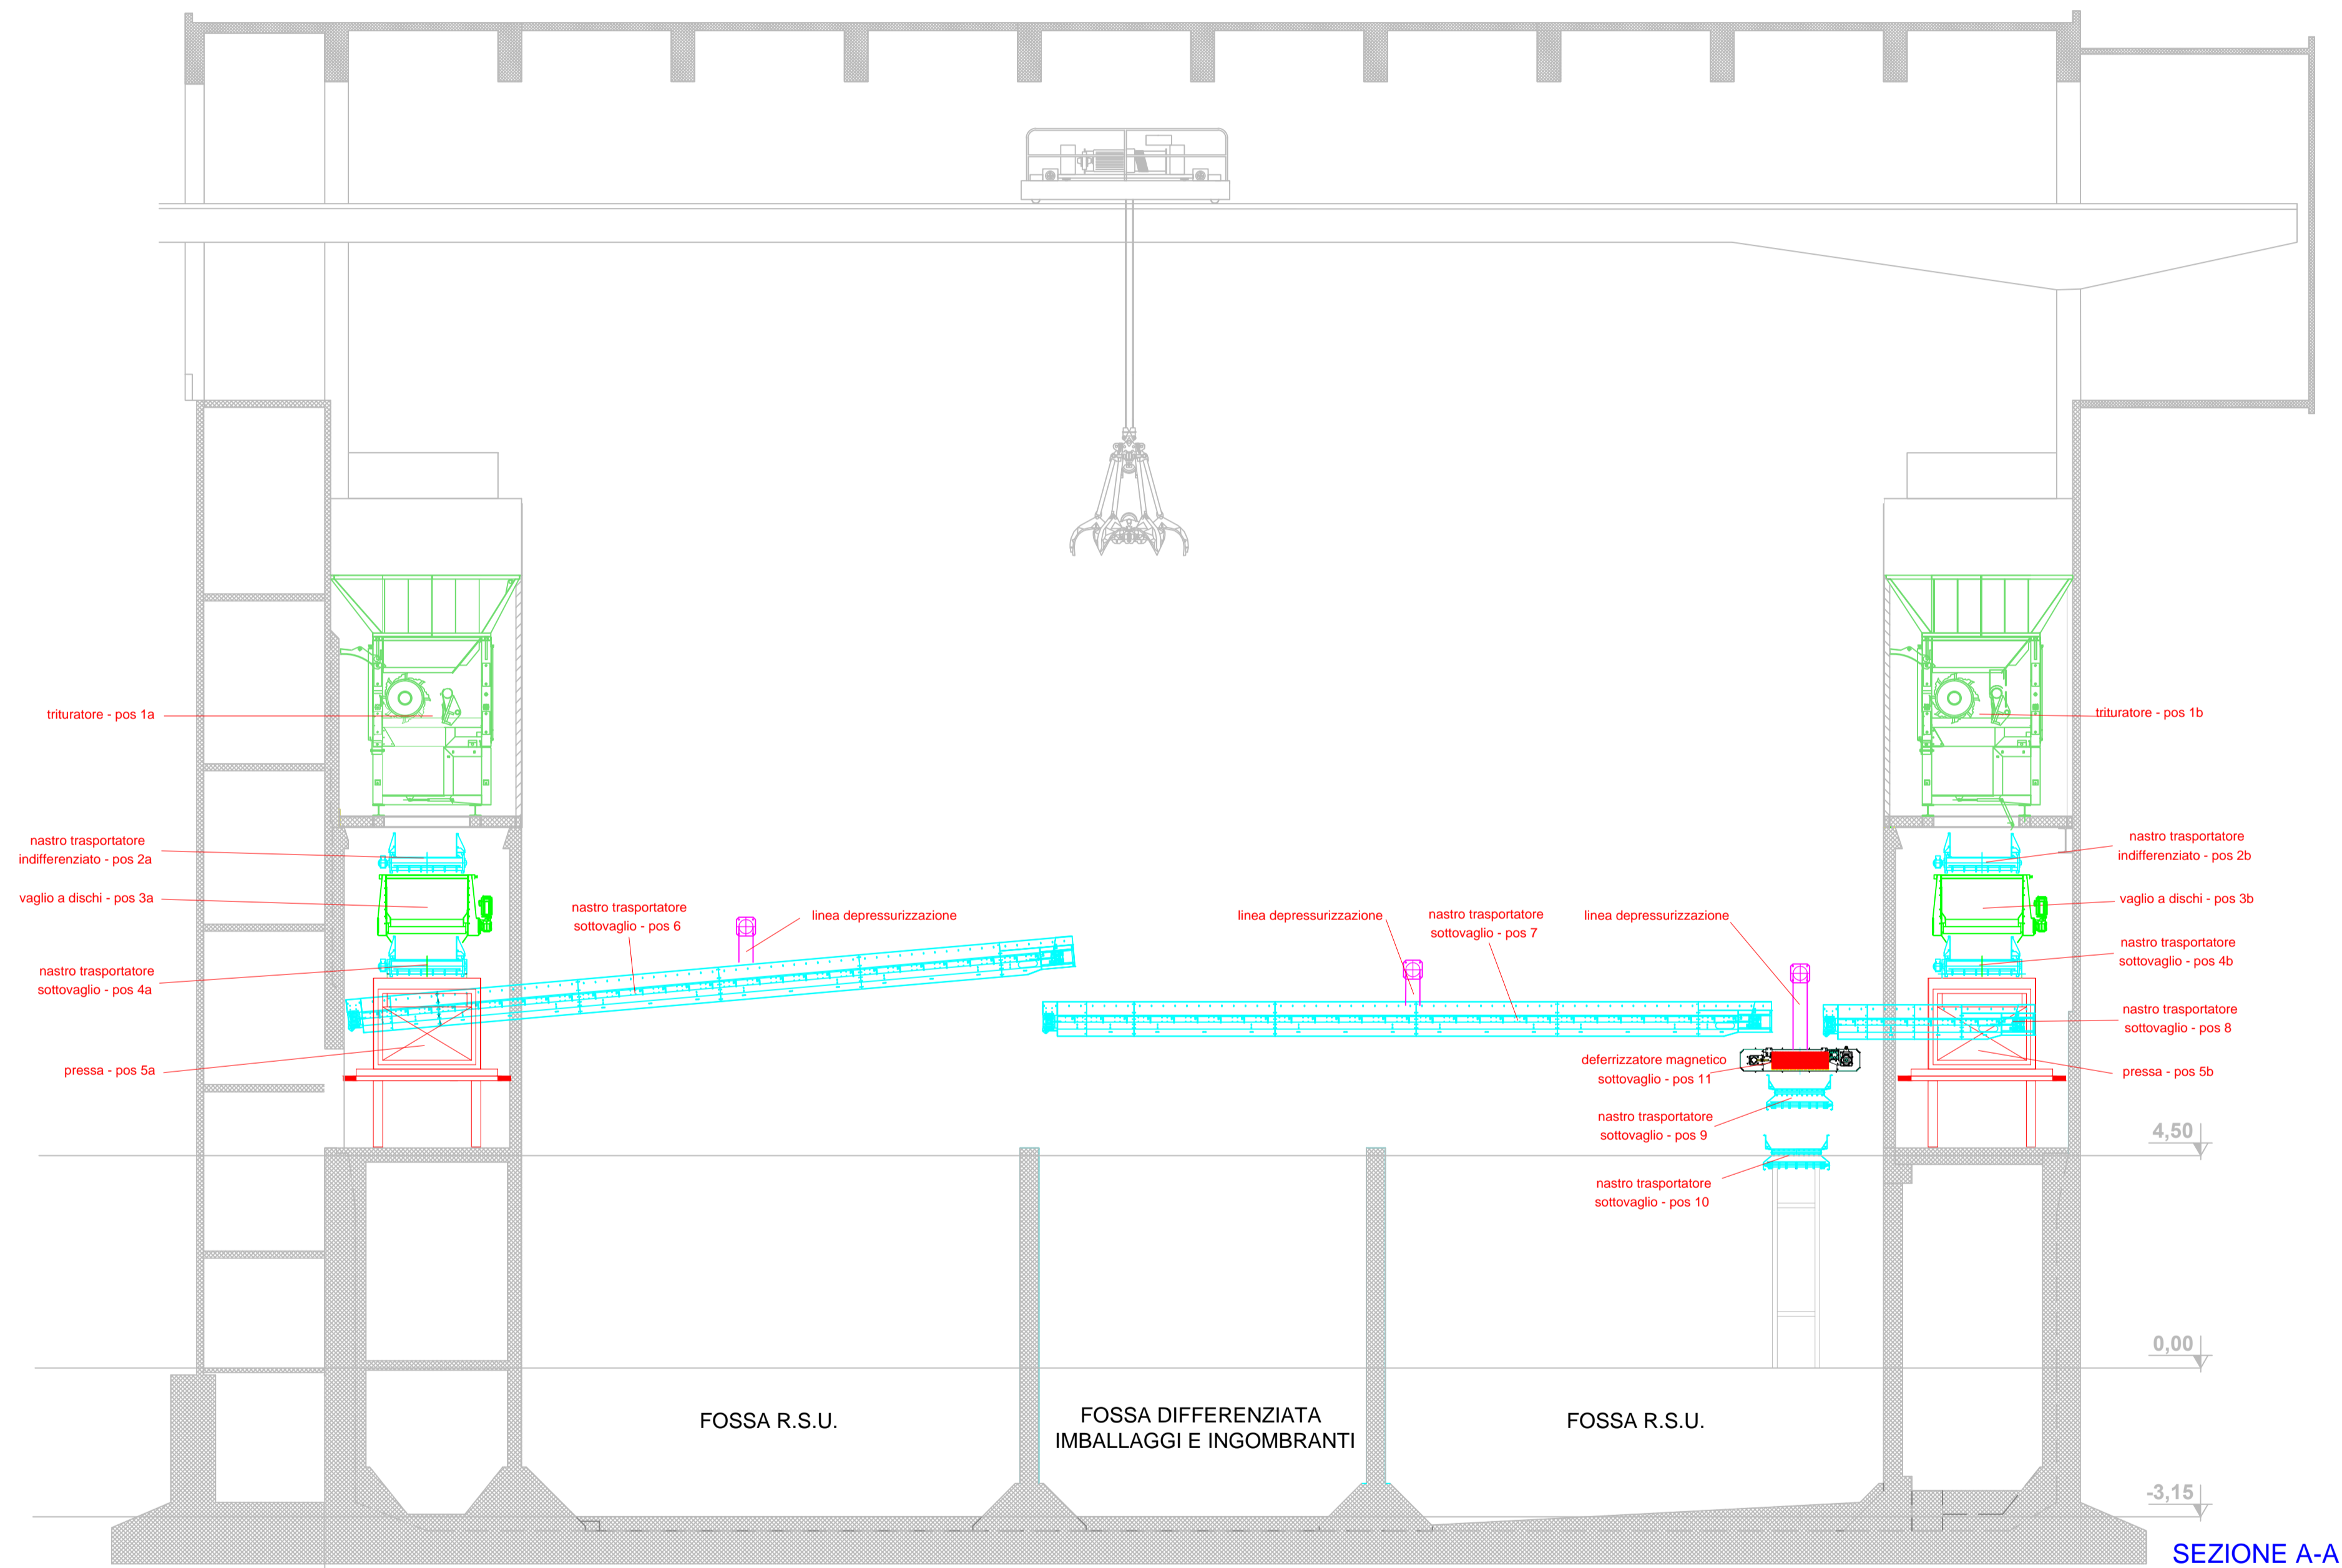 trituratore - pos 1a
trituratore - pos 1b
nastro trasportatore
indifferenziato - pos 2a
nastro trasportatore
indifferenziato - pos 2b
vaglio a dischi - pos 3a
vaglio a dischi - pos 3b
nastro trasportatore
sottovaglio - pos 6
linea depressurizzazione
linea depressurizzazione
nastro trasportatore
sottovaglio - pos 7
linea depressurizzazione
nastro trasportatore
sottovaglio - pos 4a
nastro trasportatore
sottovaglio - pos 4b
nastro trasportatore
sottovaglio - pos 8
pressa - pos 5a
deferrizzatore magnetico
sottovaglio - pos 11
pressa - pos 5b
nastro trasportatore
sottovaglio - pos 9
4,50
nastro trasportatore
sottovaglio - pos 10
0,00
FOSSA R.S.U.
FOSSA DIFFERENZIATA
IMBALLAGGI E INGOMBRANTI
FOSSA R.S.U.
-3,15
SEZIONE A-A